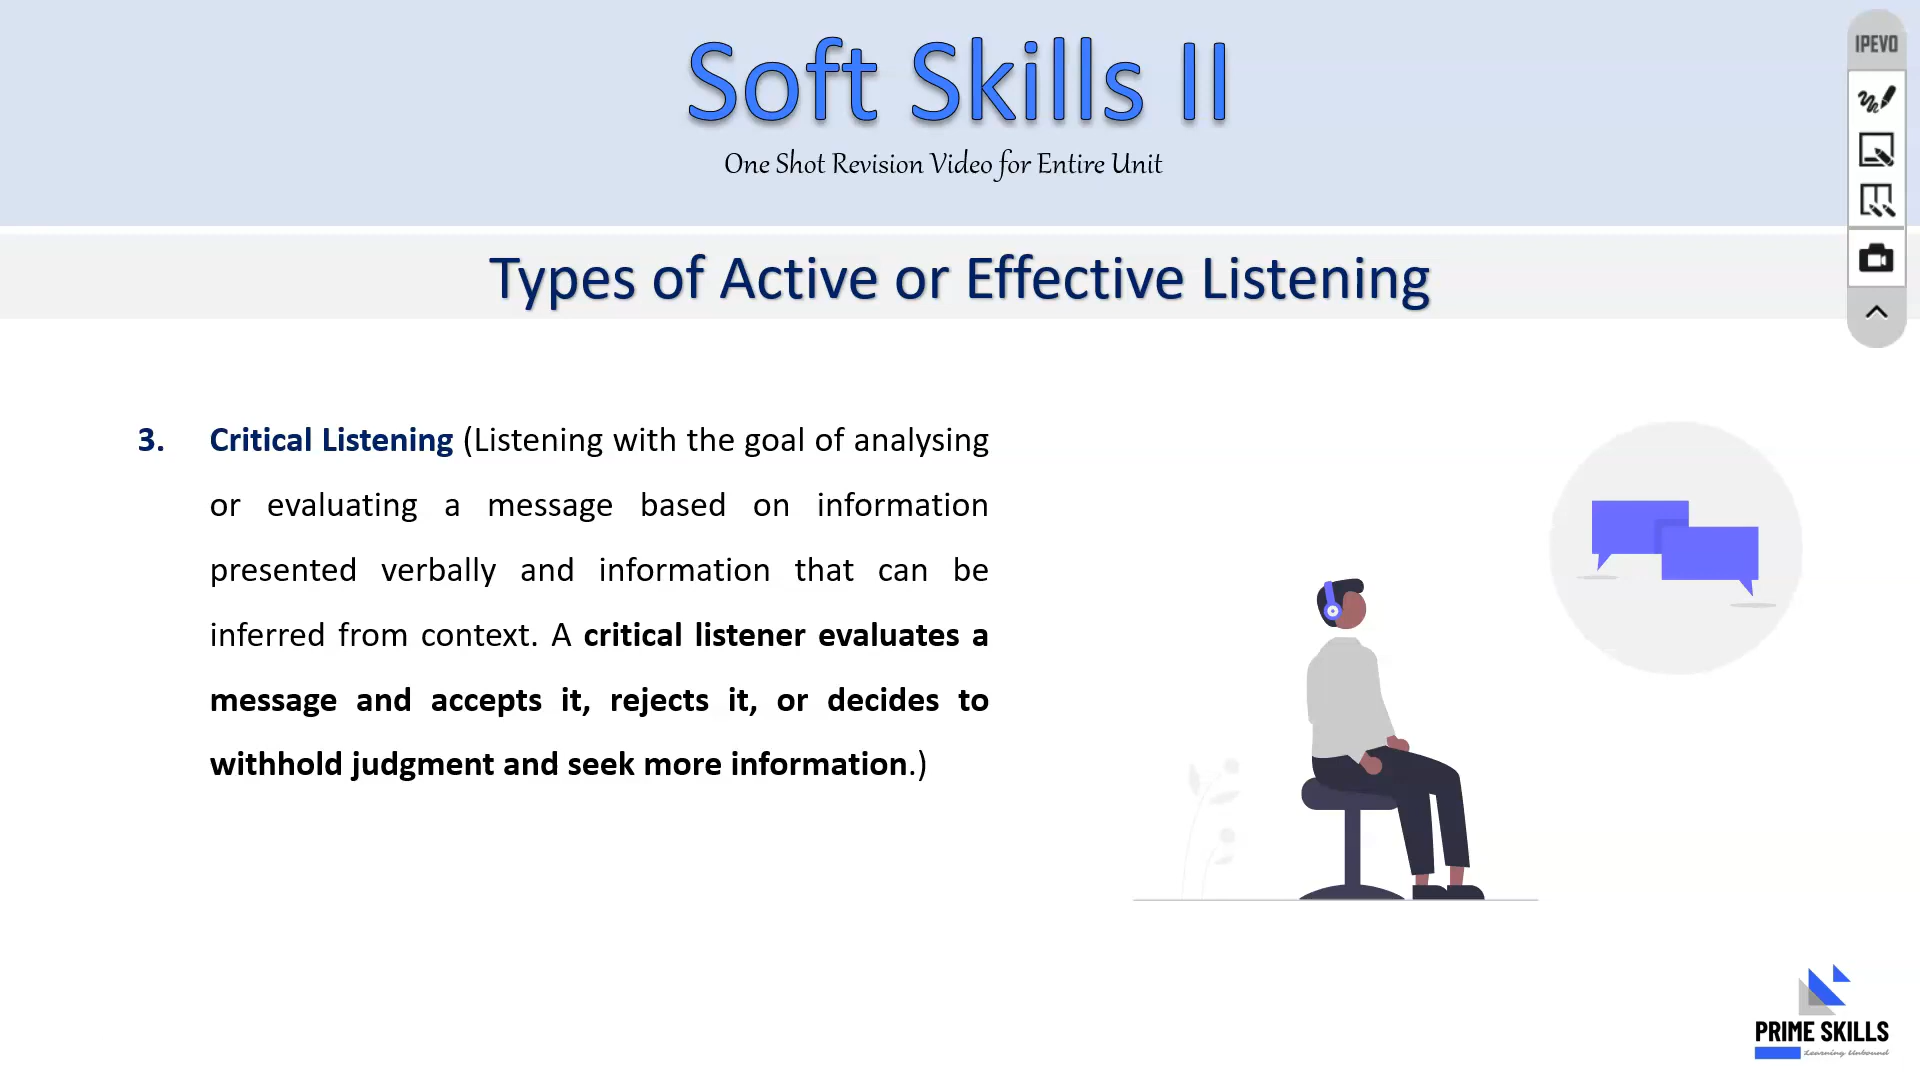 Soft Skills II
One Shot Revision Video for Entire Unit
IPEVO
Types of Active or Effective Listening
3. Critical Listening (Listening with the goal of analysing
or evaluating a message based on information
presented verbally and information that can be
inferred from context. A critical listener evaluates a
message and accepts it, rejects it, or decides to
withhold judgment and seek more information.)
PRIME SKILLS
Learning Unbound